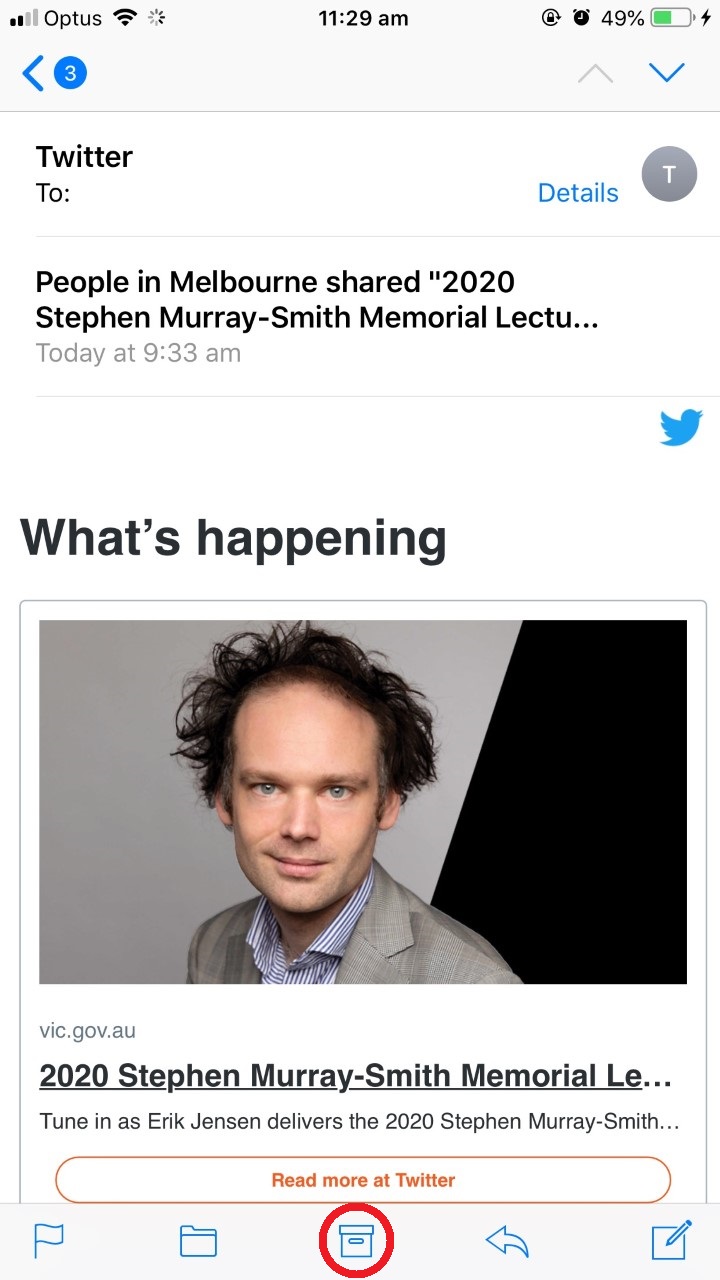 Optus 11:29 am 49%
3
Twitter
T
To: Details
People in Melbourne shared "2020
Stephen Murray-Smith Memorial Lectu...
Today at 9:33 am
What’s happening
vic.gov.au
2020 Stephen Murray-Smith Memorial Le...
Tune in as Erik Jensen delivers the 2020 Stephen Murray-Smith...
Read more at Twitter